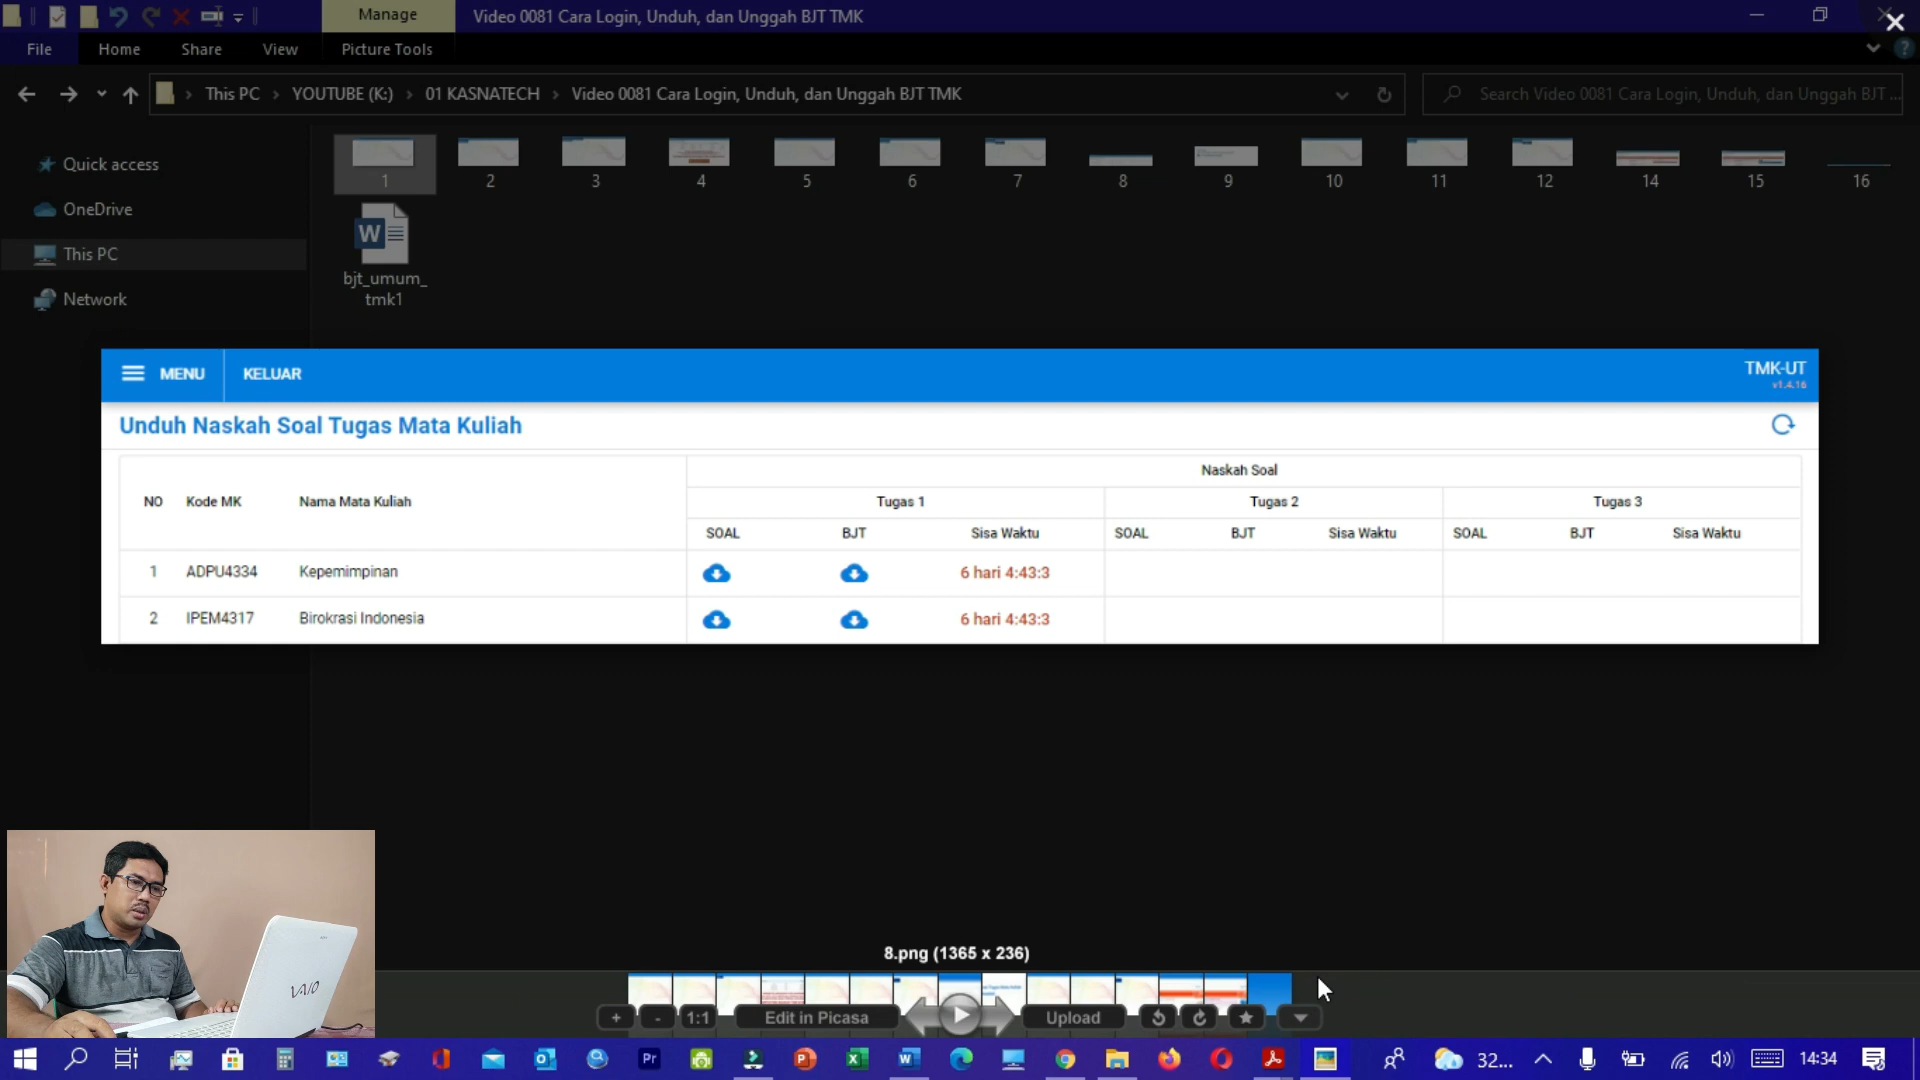 Manage
Video 0081 Cara Login, Unduh, dan Unggah BJT TMK
File
Home
Share
View
Picture Tools
This PC
YOUTUBE (K:)
01 KASNATECH
Video 0081 Cara Login, Unduh, dan Unggah BJT TMK
Search Video 0081 Cara Login, Unduh, dan Unggah BJT ...
Quick access
OneDrive
This PC
Network
1
2
3
4
5
6
7
8
9
10
11
12
14
15
16
bjt_umum_
tmk1
MENU
KELUAR
TMK-UT
v1.4.16
Unduh Naskah Soal Tugas Mata Kuliah
Naskah Soal
NO Kode MK Nama Mata Kuliah Tugas 1 Tugas 2 Tugas 3
SOAL BJT Sisa Waktu SOAL BJT Sisa Waktu SOAL BJT Sisa Waktu
1 ADPU4334 Kepemimpinan 6 hari 4:43:3
2 IPEM4317 Birokrasi Indonesia 6 hari 4:43:3
VAIO
8.png (1365 x 236)
+ - 1:1 Edit in Picasa Upload
Pr
32...
14:34